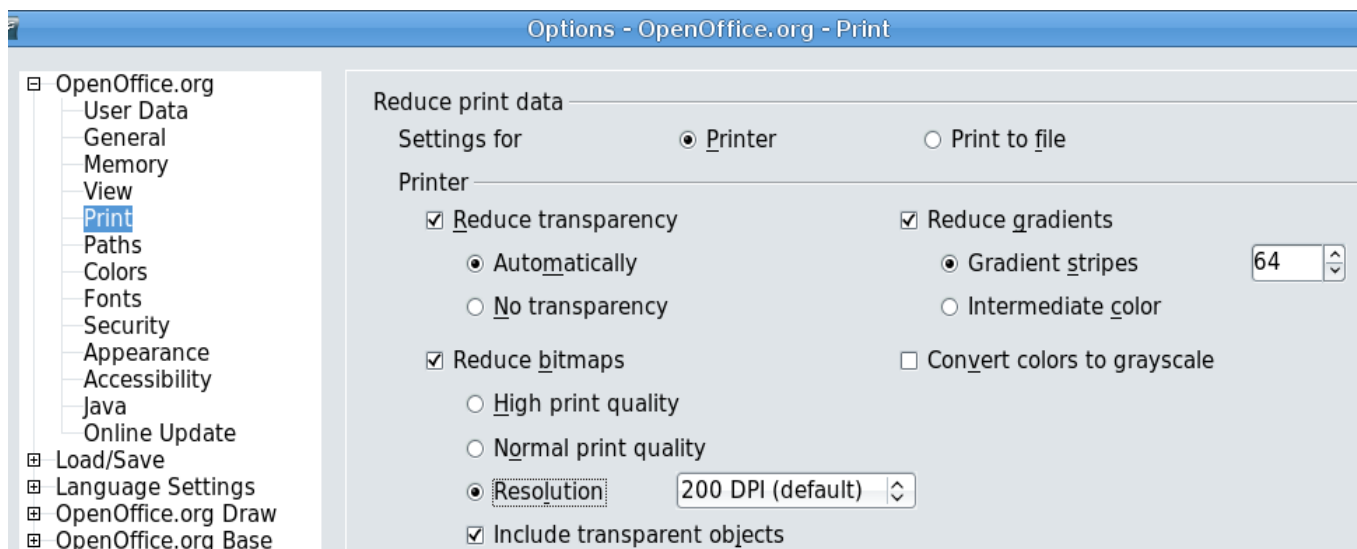 Options - OpenOffice.org - Print
OpenOffice.org
User Data
General
Memory
View
Print
Paths
Colors
Fonts
Security
Appearance
Accessibility
Java
Online Update
Load/Save
Language Settings
OpenOffice.org Draw
OpenOffice.org Base
Reduce print data
Settings for Printer Print to file
Printer
Reduce transparency Reduce gradients
Automatically Gradient stripes 64
No transparency Intermediate color
Reduce bitmaps Convert colors to grayscale
High print quality
Normal print quality
Resolution 200 DPI (default)
Include transparent objects